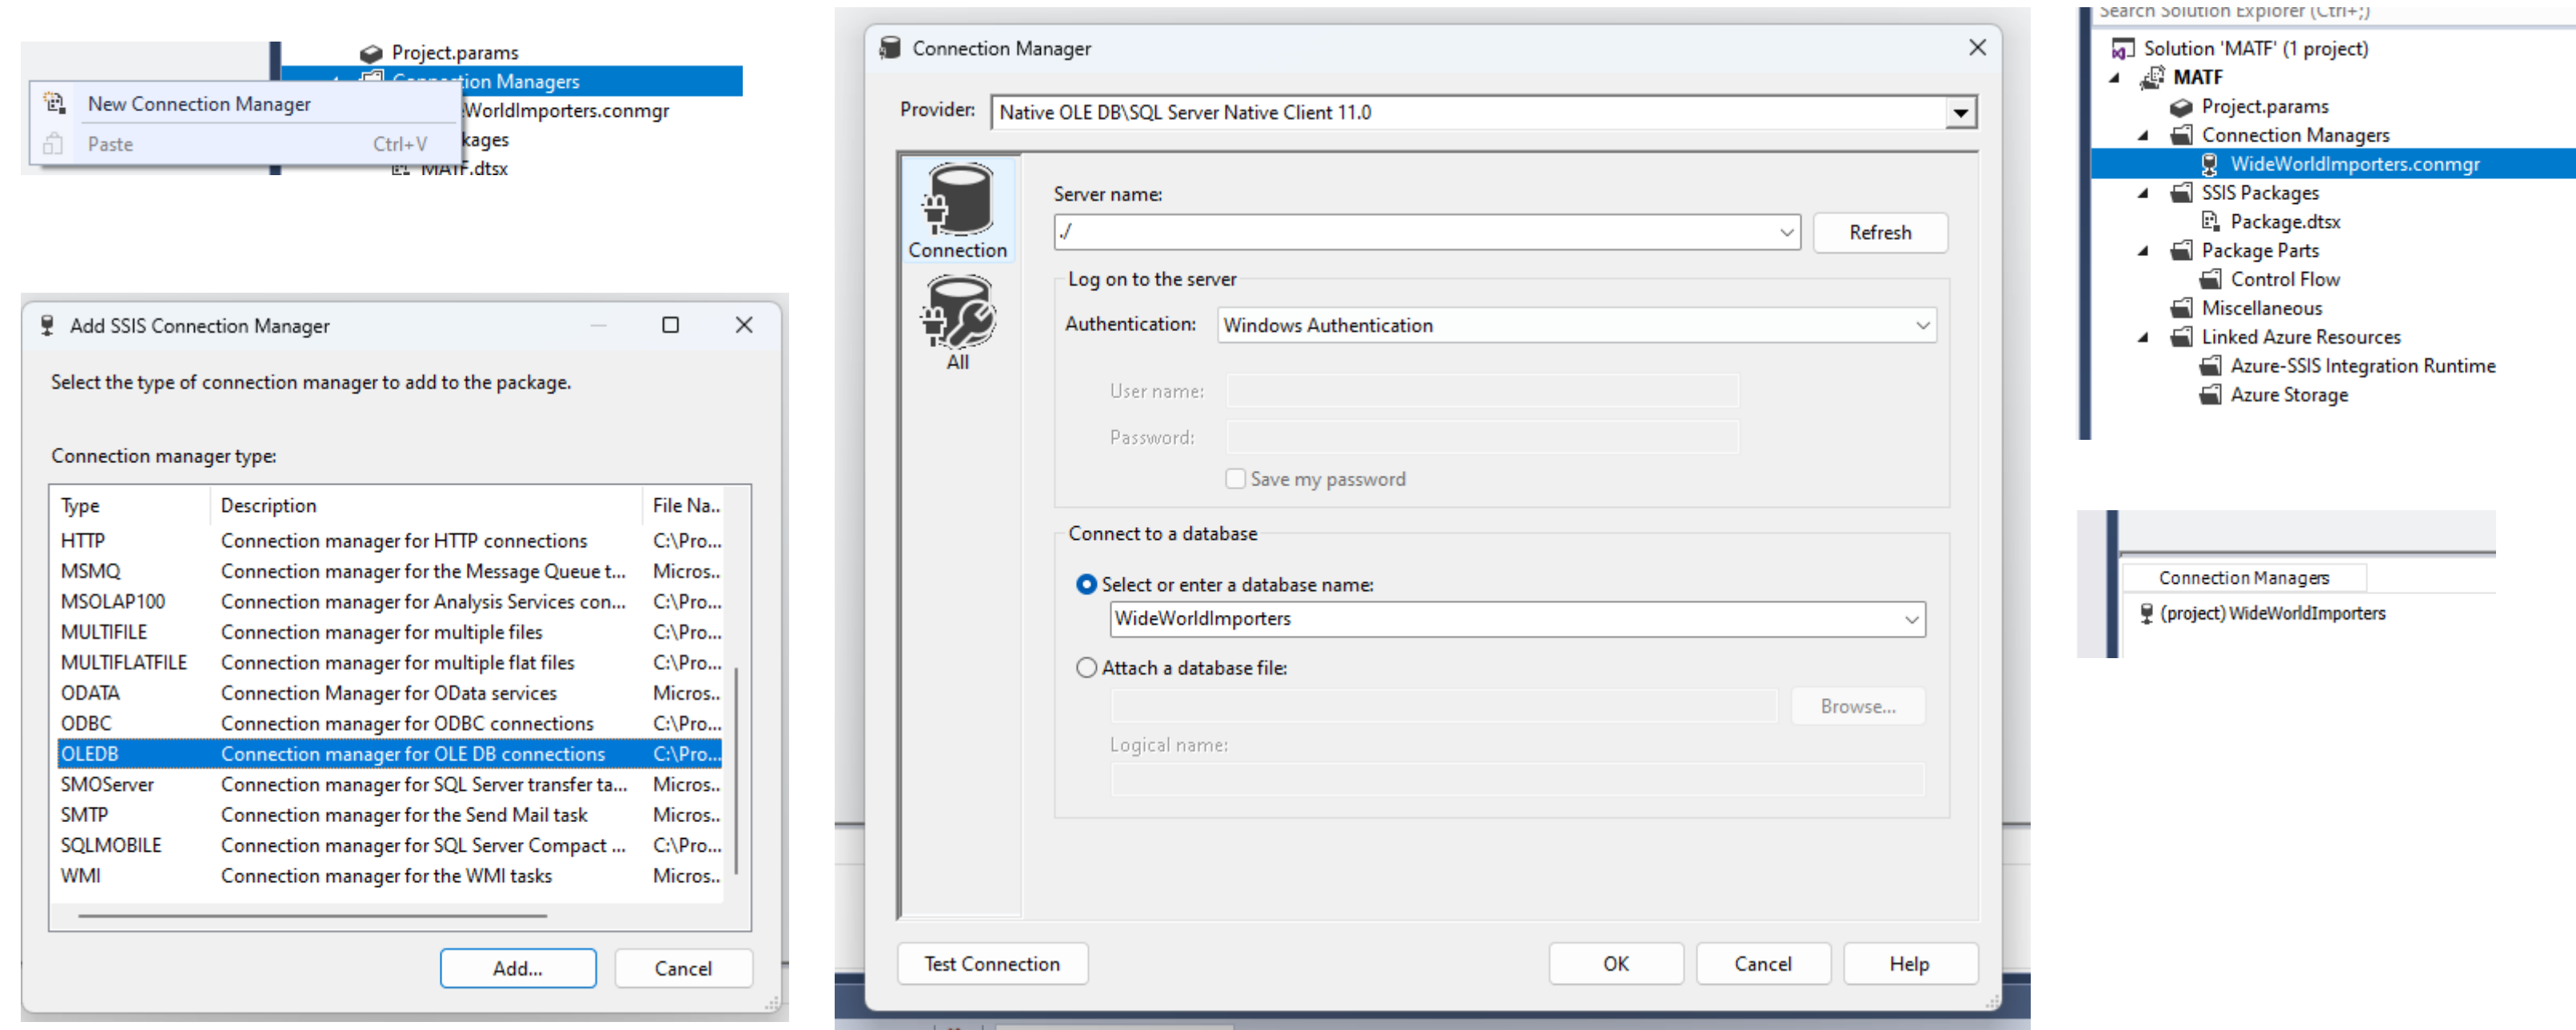 Project.params
Connection Managers
New Connection Manager
WorldImporters.conmgr
Paste Ctrl+V
kages
MATF.dtsx
Add SSIS Connection Manager
Select the type of connection manager to add to the package.
Connection manager type:
Type Description File Na..
HTTP Connection manager for HTTP connections C:\Pro...
MSMQ Connection manager for the Message Queue t... Micros..
MSOLAP100 Connection manager for Analysis Services con... C:\Pro...
MULTIFILE Connection manager for multiple files C:\Pro...
MULTIFLATFILE Connection manager for multiple flat files C:\Pro...
ODATA Connection Manager for OData services Micros..
ODBC Connection manager for ODBC connections C:\Pro...
OLEDB Connection manager for OLE DB connections C:\Pro...
SMOServer Connection manager for SQL Server transfer ta... Micros..
SMTP Connection manager for the Send Mail task Micros..
SQLMOBILE Connection manager for SQL Server Compact ... C:\Pro...
WMI Connection manager for the WMI tasks Micros..
Add... Cancel
Connection Manager
Provider: Native OLE DB\SQL Server Native Client 11.0
Connection
All
Server name:
./ Refresh
Log on to the server
Authentication: Windows Authentication
User name:
Password:
Save my password
Connect to a database
Select or enter a database name:
WideWorldImporters
Attach a database file:
Browse...
Logical name:
Test Connection OK Cancel Help
Search Solution Explorer (Ctrl+;)
Solution 'MATF' (1 project)
MATF
Project.params
Connection Managers
WideWorldImporters.conmgr
SSIS Packages
Package.dtsx
Package Parts
Control Flow
Miscellaneous
Linked Azure Resources
Azure-SSIS Integration Runtime
Azure Storage
Connection Managers
(project) WideWorldImporters